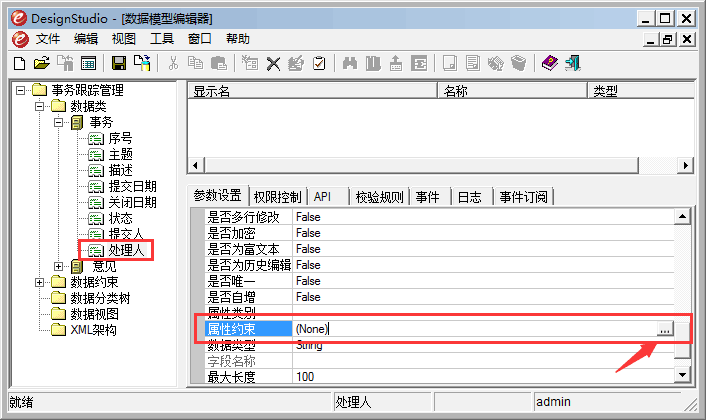 DesignStudio - [数据模型编辑器]
文件 编辑 视图 工具 窗口 帮助
事务跟踪管理
数据类
事务
序号
主题
描述
提交日期
关闭日期
状态
提交人
处理人
意见
数据约束
数据分类树
数据视图
XML架构
显示名 名称 类型
参数设置 权限控制 API 校验规则 事件 日志 事件订阅
是否多行修改 False
是否加密 False
是否为富文本 False
是否为历史编辑 False
是否唯一 False
是否自增 False
属性类别
属性约束 (None) ...
数据类型 String
字段名称
最大长度 100
就绪 处理人 admin